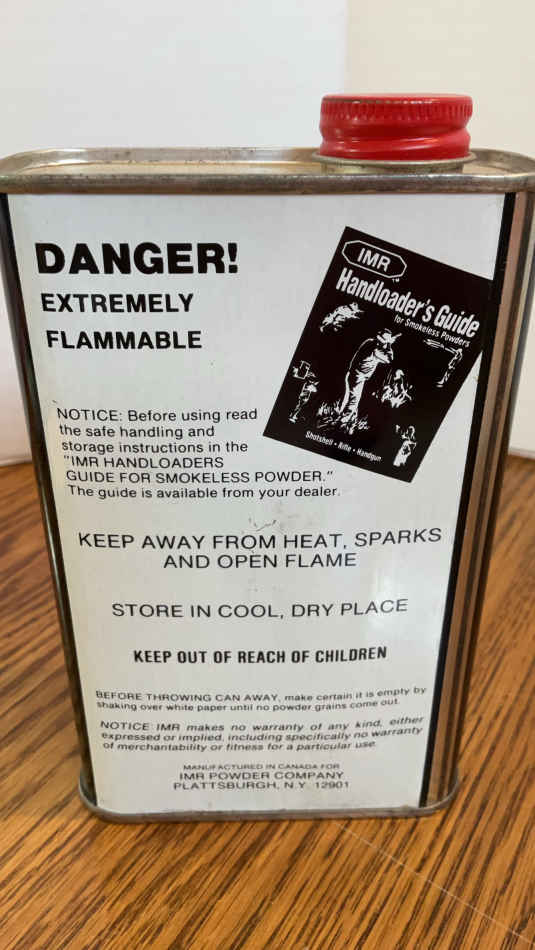 DANGER!
EXTREMELY
FLAMMABLE
IMR
Handloader's Guide
for Smokeless Powders
Shotshell • Rifle • Handgun
NOTICE: Before using read
the safe handling and
storage instructions in the
"IMR HANDLOADERS
GUIDE FOR SMOKELESS POWDER."
The guide is available from your dealer.
KEEP AWAY FROM HEAT, SPARKS
AND OPEN FLAME
STORE IN COOL, DRY PLACE
KEEP OUT OF REACH OF CHILDREN
BEFORE THROWING CAN AWAY, make certain it is empty by
shaking over white paper until no powder grains come out.
NOTICE IMR makes no warranty of any kind, either
expressed or implied, including specifically no warranty
of merchantability or fitness for a particular use.
MANUFACTURED IN CANADA FOR
IMR POWDER COMPANY
PLATTSBURGH, N.Y. 12901